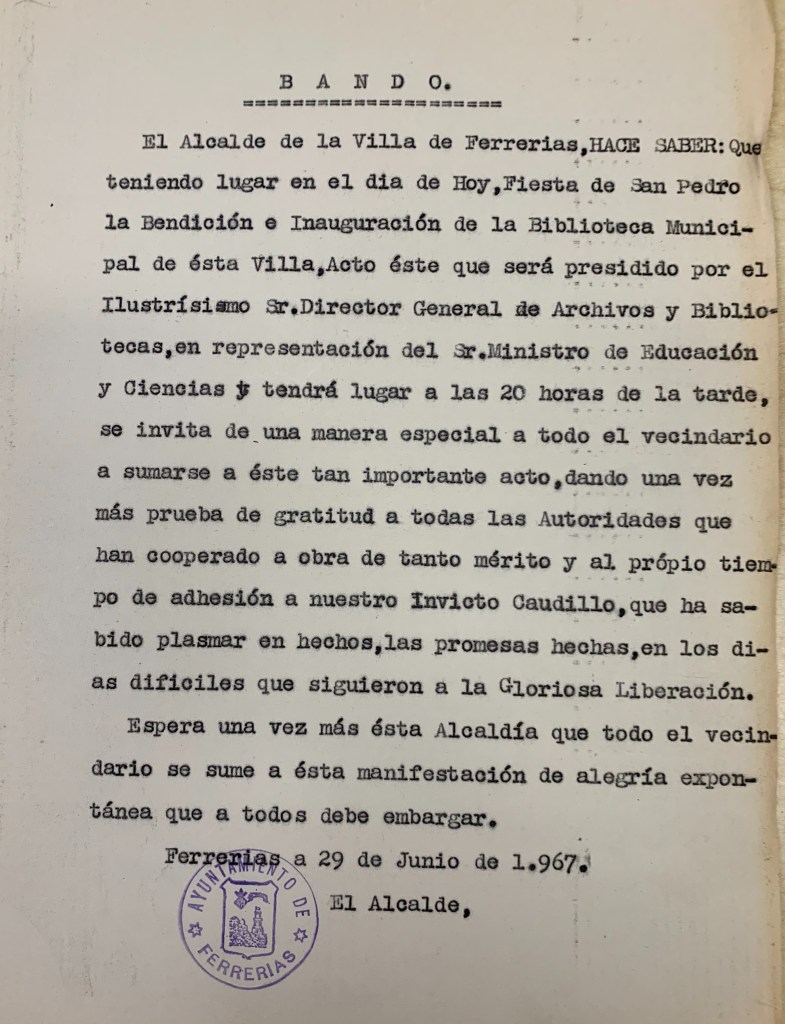 B A N D O.
====================
El Alcalde de la Villa de Ferrerias,HACE SABER:Que
teniendo lugar en el dia de Hoy,Fiesta de San Pedro
la Bendición e Inauguración de la Biblioteca Munici-
pal de ésta Villa,Acto éste que será presidido por el
Ilustrísimo Sr.Director General de Archivos y Biblio-
tecas,en representación del Sr.Ministro de Educación
y Ciencias y tendrá lugar a las 20 horas de la tarde,
se invita de una manera especial a todo el vecindario
a sumarse a éste tan importante acto,dando una vez
más prueba de gratitud a todas las Autoridades que
han cooperado a obra de tanto mérito y al própio tiem-
po de adhesión a nuestro Invicto Caudillo,que ha sa-
bido plasmar en hechos,las promesas hechas,en los di-
as dificiles que siguieron a la Gloriosa Liberación.
Espera una vez más ésta Alcaldía que todo el vecin-
dario se sume a ésta manifestación de alegría expon-
tánea que a todos debe embargar.
Ferrerias a 29 de Junio de 1.967.
El Alcalde,
AYUNTAMIENTO DE
FERRERIAS